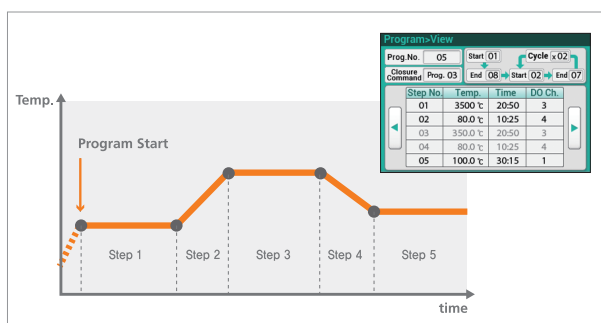 Program>View
Prog.No. 05
Start 01 Cycle x02
Closure Command Prog. 03
End 08 Start 02 End 07
Step No. Temp. Time DO Ch.
01 3500 ℃ 20:50 3
02 80.0 ℃ 10:25 4
03 350.0 ℃ 20:50 3
04 80.0 ℃ 10:25 4
05 100.0 ℃ 30:15 1
Temp.
Program Start
Step 1 Step 2 Step 3 Step 4 Step 5
time